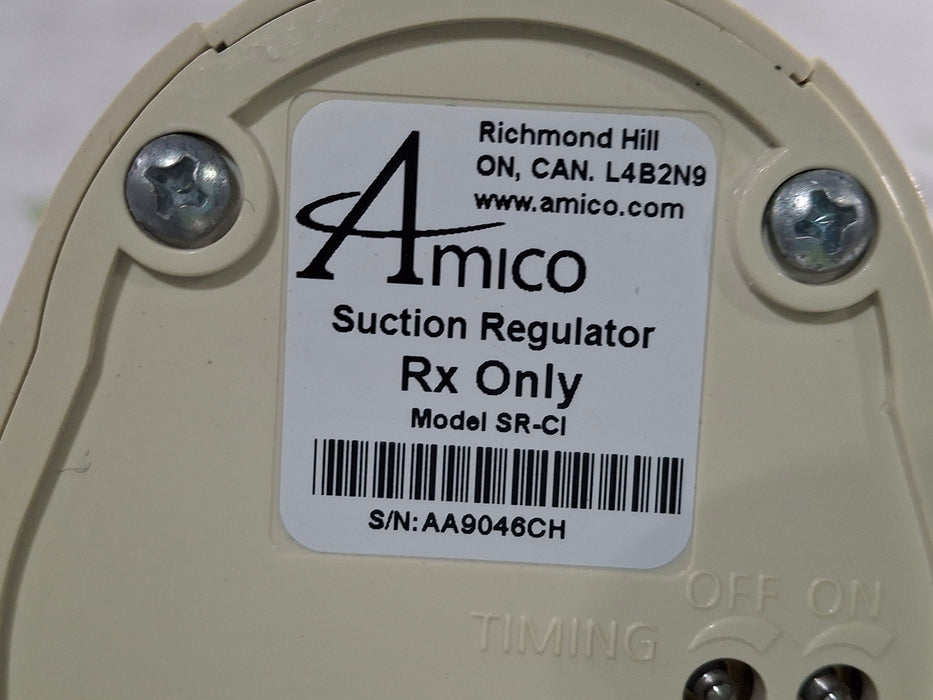 Richmond Hill
ON, CAN. L4B2N9
www.amico.com
Amico
Suction Regulator
Rx Only
Model SR-CI
S/N: AA9046CH
OFF ON
TIMING